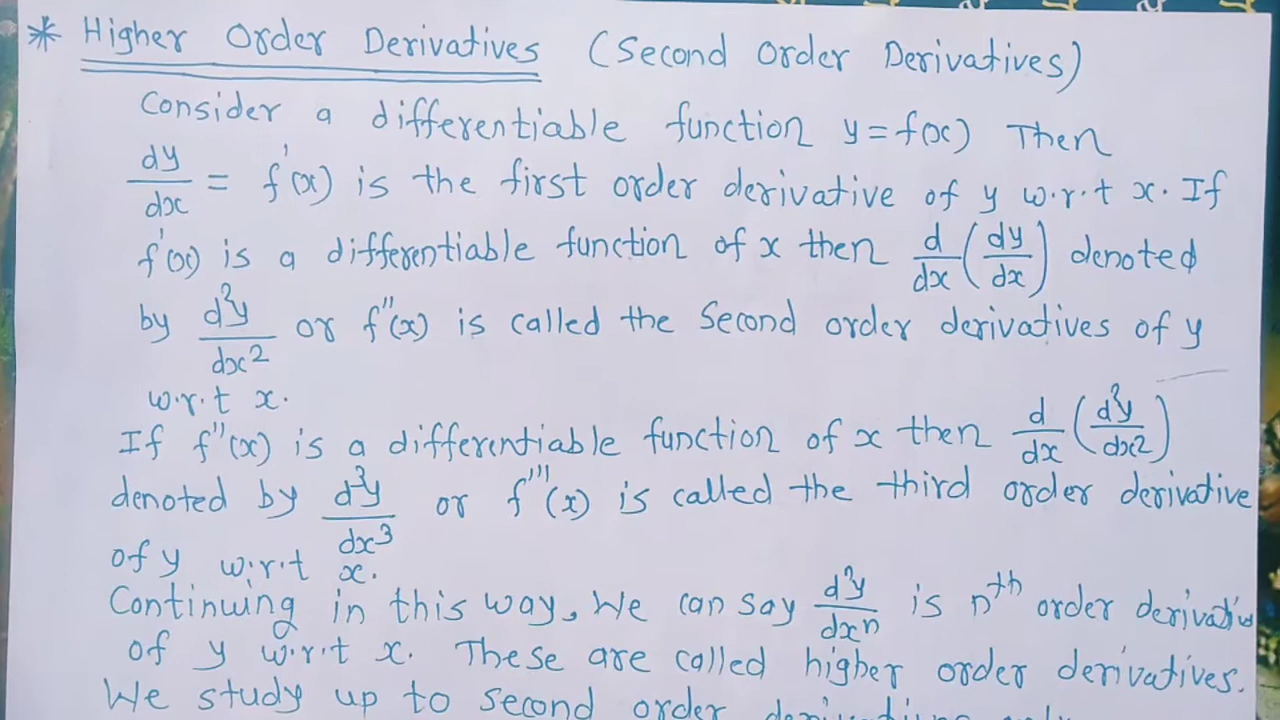 * Higher Order Derivatives (Second Order Derivatives)
Consider a differentiable function y = f(x) Then
dy/dx = f'(x) is the first order derivative of y w.r.t x. If
f'(x) is a differentiable function of x then d/dx (dy/dx) denoted
by d²y/dx² or f''(x) is called the Second order derivatives of y
w.r.t x.
If f''(x) is a differentiable function of x then d/dx (d²y/dx²)
denoted by d³y/dx³ or f'''(x) is called the third order derivative
of y w.r.t x.
Continuing in this way, We can say dⁿy/dxⁿ is nth order derivative
of y w.r.t x. These are called higher order derivatives.
We study up to second order